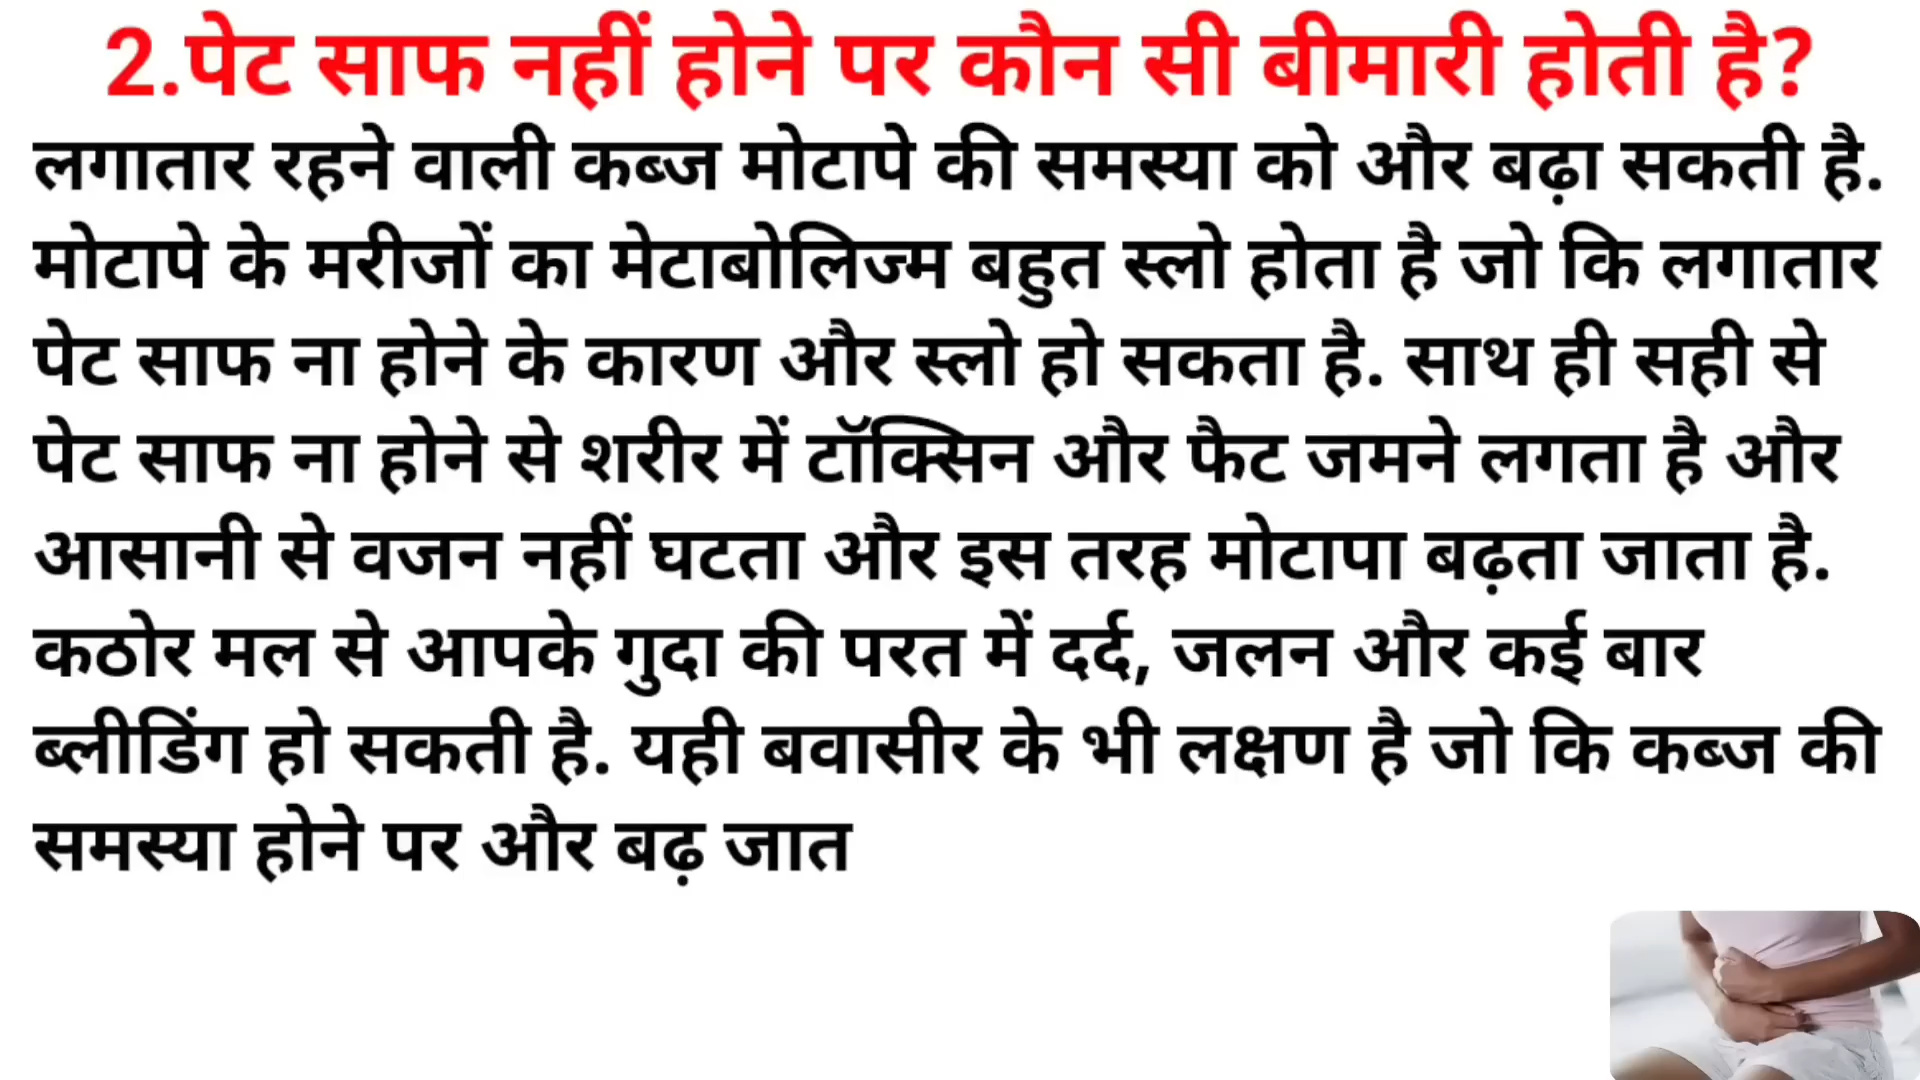 2.पेट साफ नहीं होने पर कौन सी बीमारी होती है?
लगातार रहने वाली कब्ज मोटापे की समस्या को और बढ़ा सकती है.
मोटापे के मरीजों का मेटाबोलिज्म बहुत स्लो होता है जो कि लगातार
पेट साफ ना होने के कारण और स्लो हो सकता है. साथ ही सही से
पेट साफ ना होने से शरीर में टॉक्सिन और फैट जमने लगता है और
आसानी से वजन नहीं घटता और इस तरह मोटापा बढ़ता जाता है.
कठोर मल से आपके गुदा की परत में दर्द, जलन और कई बार
ब्लीडिंग हो सकती है. यही बवासीर के भी लक्षण है जो कि कब्ज की
समस्या होने पर और बढ़ जात